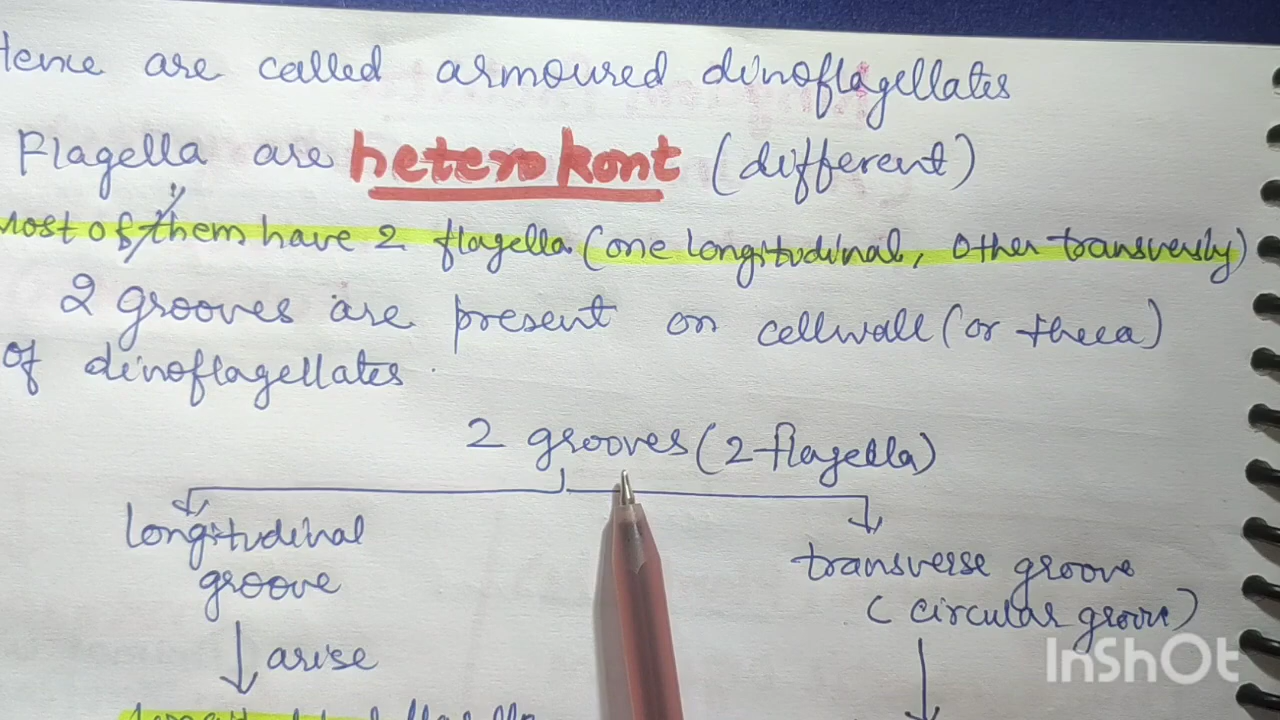 Hence are called armoured dinoflagellates
Flagella are heterokont (different)
Most of them have 2 flagella (one longitudinal, other transversly)
2 grooves are present on cellwall (or theca)
of dinoflagellates.
2 grooves (2-flagella)
longitudinal groove
transverse groove (circular groove)
arise
InShOt